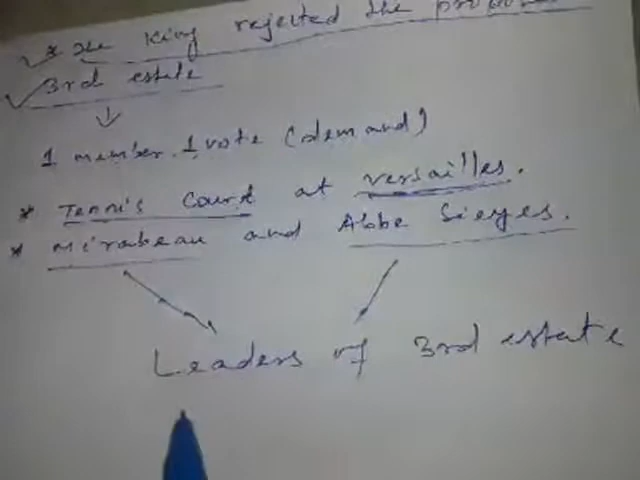 * The King rejected the
3rd estate
1 member. 1 vote (demand)
* Tennis Court at versailles.
* Mirabeau and Abbe Sieyes.
Leaders of 3rd estate